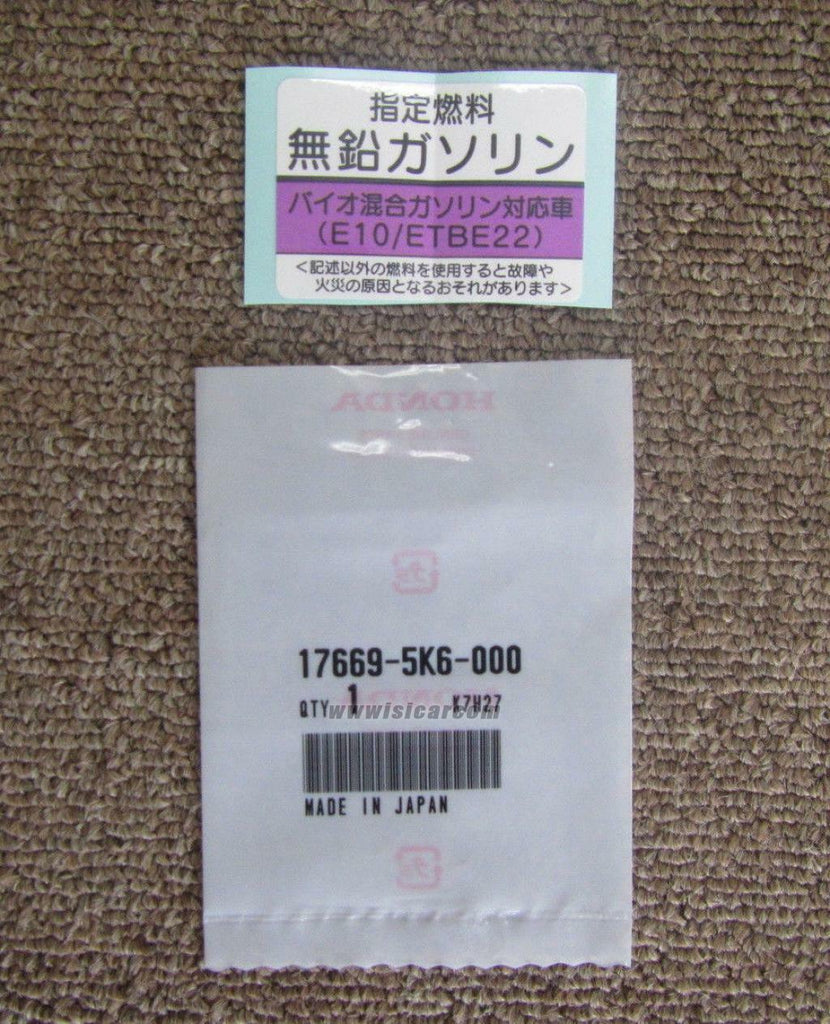 指定燃料
無鉛ガソリン
バイオ混合ガソリン対応車
(E10/ETBE22)
<記述以外の燃料を使用すると故障や
火災の原因となるおそれがあります>
HONDA
17669-5K6-000
QTY 1 K7H27
wwwisicarcom
MADE IN JAPAN